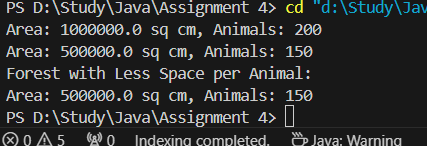 PS D:\Study\Java\Assignment 4> cd "d:\Study\Jav
Area: 1000000.0 sq cm, Animals: 200
Area: 500000.0 sq cm, Animals: 150
Forest with Less Space per Animal:
Area: 500000.0 sq cm, Animals: 150
PS D:\Study\Java\Assignment 4>
0 5 0 Indexing completed. Java: Warning